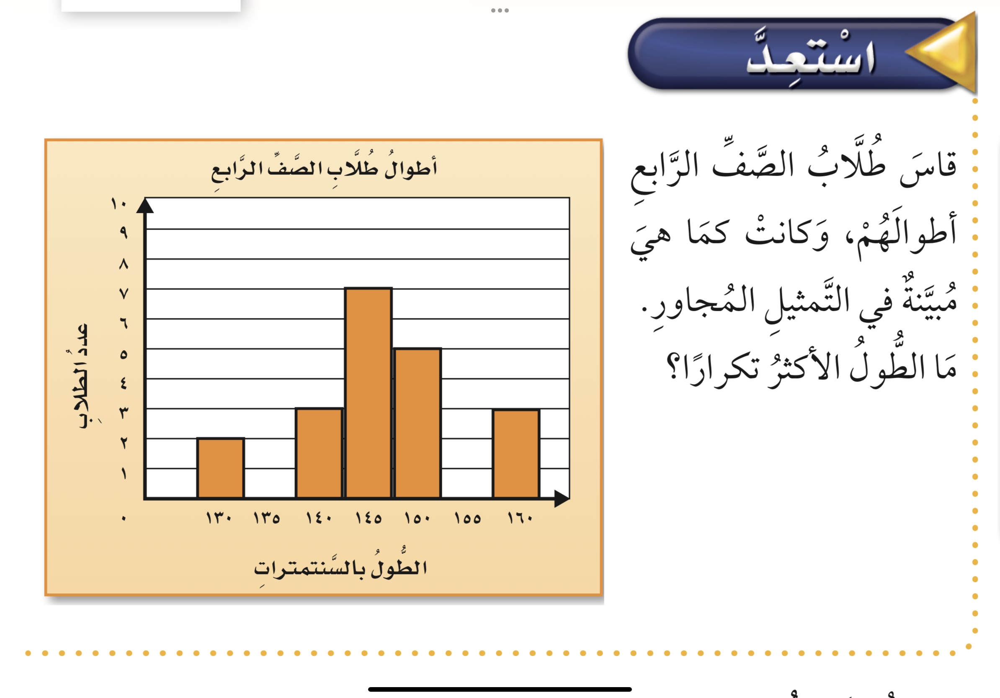 اسْتَعِدَّ
قاسَ طُلَّابُ الصَّفِّ الرَّابعِ
أطوالَهُمْ، وَكانتْ كمَا هيَ
مُبيَّنةٌ في التَّمثيلِ المُجاورِ.
مَا الطُّولُ الأكثرُ تكرارًا؟
أطوالُ طُلَّابِ الصَّفِّ الرَّابعِ
عددُ الطلابِ
١٠
٩
٨
٧
٦
٥
٤
٣
٢
١
٠
١٣٠ ١٣٥ ١٤٠ ١٤٥ ١٥٠ ١٥٥ ١٦٠
الطُّولُ بالسَّنتمتراتِ